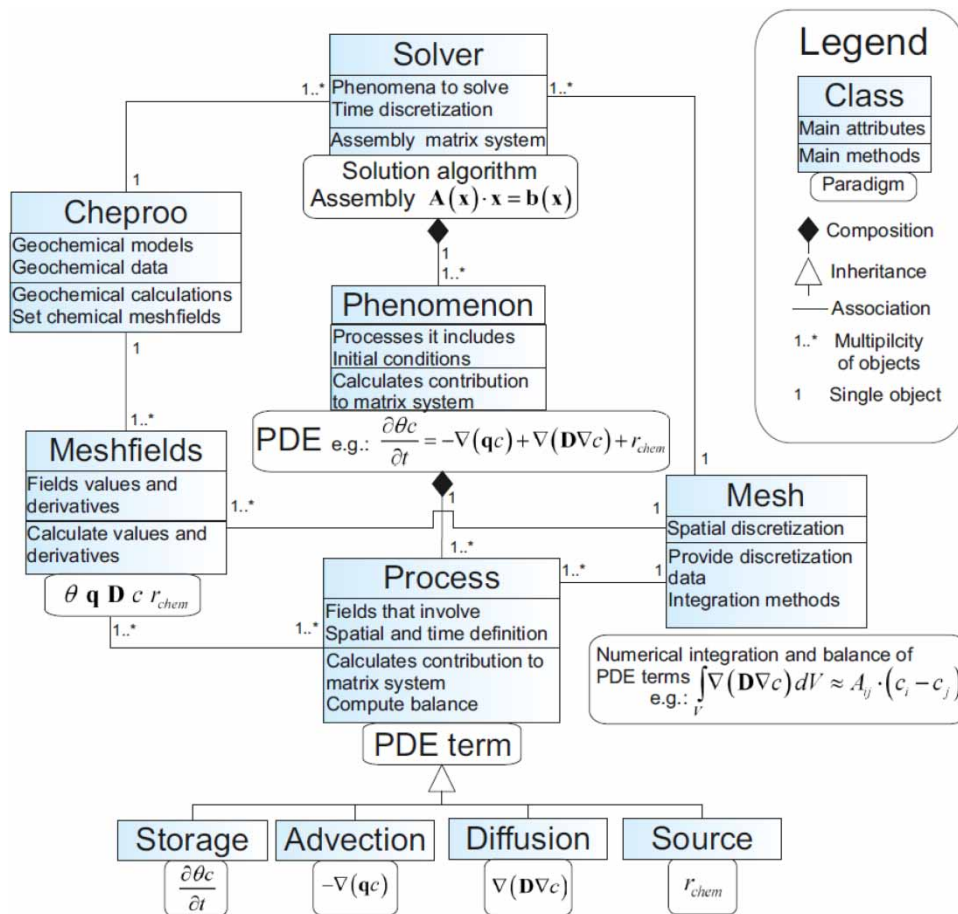 Solver
Phenomena to solve
Time discretization
Assembly matrix system
Solution algorithm
Assembly A(x)·x = b(x)
1..*
1..*
1
Cheproo
Geochemical models
Geochemical data
Geochemical calculations
Set chemical meshfields
1
1..*
1
1..*
Phenomenon
Processes it includes
Initial conditions
Calculates contribution
to matrix system
PDE e.g.: ∂θc/∂t = −∇(qc) + ∇(D∇c) + r_chem
Meshfields
Fields values and
derivatives
Calculate values and
derivatives
θ q D c r_chem
1..*
1..*
1
1..*
1
1
Mesh
Spatial discretization
Provide discretization
data
Integration methods
Numerical integration and balance of
PDE terms
e.g.: ∫_V ∇(D∇c) dV ≈ A_ij · (c_i − c_j)
1..*
1
1..*
Process
Fields that involve
Spatial and time definition
Calculates contribution to
matrix system
Compute balance
PDE term
Storage
∂θc/∂t
Advection
−∇(qc)
Diffusion
∇(D∇c)
Source
r_chem
Legend
Class
Main attributes
Main methods
Paradigm
Composition
Inheritance
Association
1..* Multipilcity
of objects
1 Single object